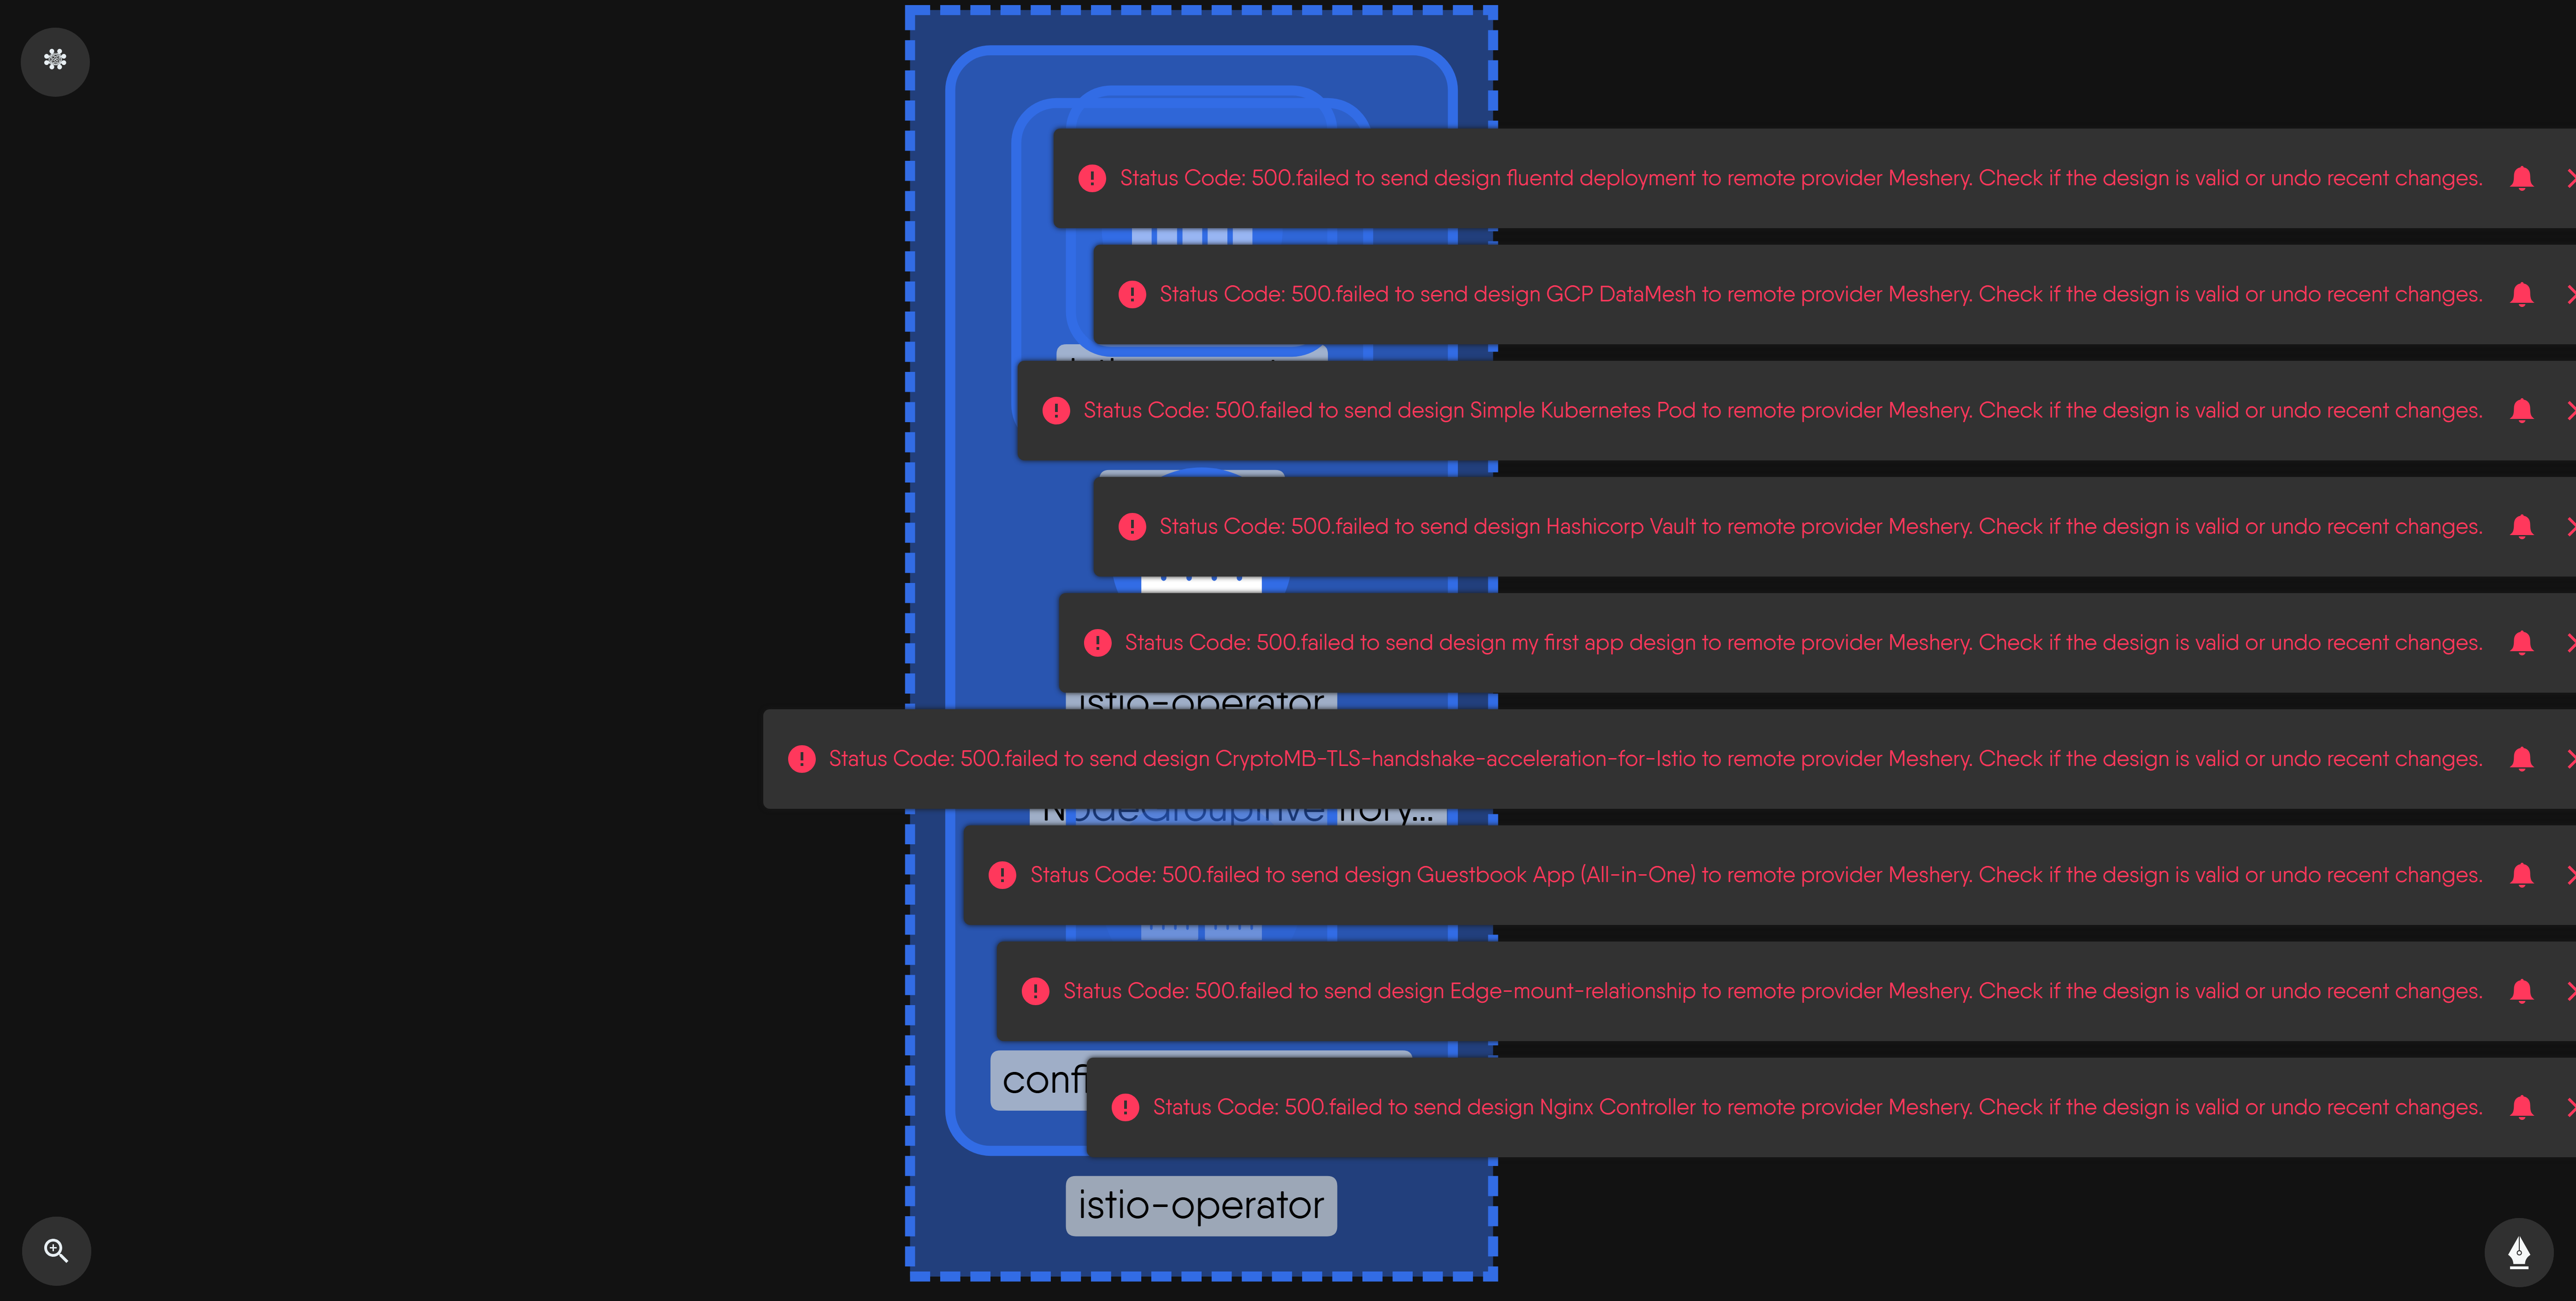 Status Code: 500.failed to send design fluentd deployment to remote provider Meshery. Check if the design is valid or undo recent changes.
Status Code: 500.failed to send design GCP DataMesh to remote provider Meshery. Check if the design is valid or undo recent changes.
Status Code: 500.failed to send design Simple Kubernetes Pod to remote provider Meshery. Check if the design is valid or undo recent changes.
Status Code: 500.failed to send design Hashicorp Vault to remote provider Meshery. Check if the design is valid or undo recent changes.
Status Code: 500.failed to send design my first app design to remote provider Meshery. Check if the design is valid or undo recent changes.
istio-operator
Status Code: 500.failed to send design CryptoMB-TLS-handshake-acceleration-for-Istio to remote provider Meshery. Check if the design is valid or undo recent changes.
Status Code: 500.failed to send design Guestbook App (All-in-One) to remote provider Meshery. Check if the design is valid or undo recent changes.
Status Code: 500.failed to send design Edge-mount-relationship to remote provider Meshery. Check if the design is valid or undo recent changes.
Status Code: 500.failed to send design Nginx Controller to remote provider Meshery. Check if the design is valid or undo recent changes.
istio-operator